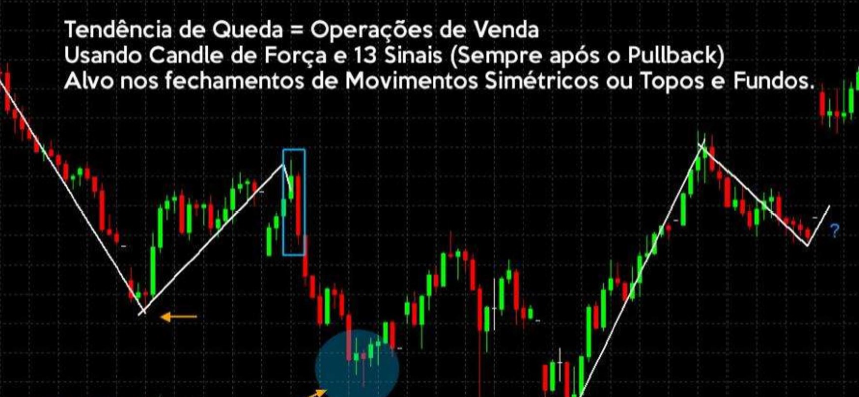 Tendência de Queda = Operações de Venda
Usando Candle de Força e 13 Sinais (Sempre após o Pullback)
Alvo nos fechamentos de Movimentos Simétricos ou Topos e Fundos.
?